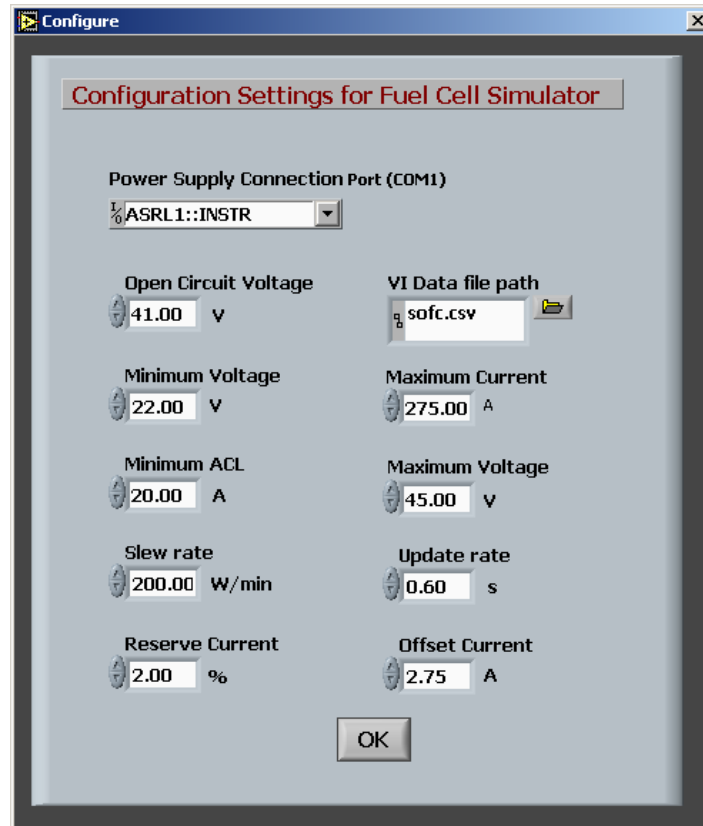 Configure
Configuration Settings for Fuel Cell Simulator
Power Supply Connection Port (COM1)
I/O ASRL1::INSTR
Open Circuit Voltage
41.00 V
VI Data file path
sofc.csv
Minimum Voltage
22.00 V
Maximum Current
275.00 A
Minimum ACL
20.00 A
Maximum Voltage
45.00 V
Slew rate
200.00 W/min
Update rate
0.60 s
Reserve Current
2.00 %
Offset Current
2.75 A
OK